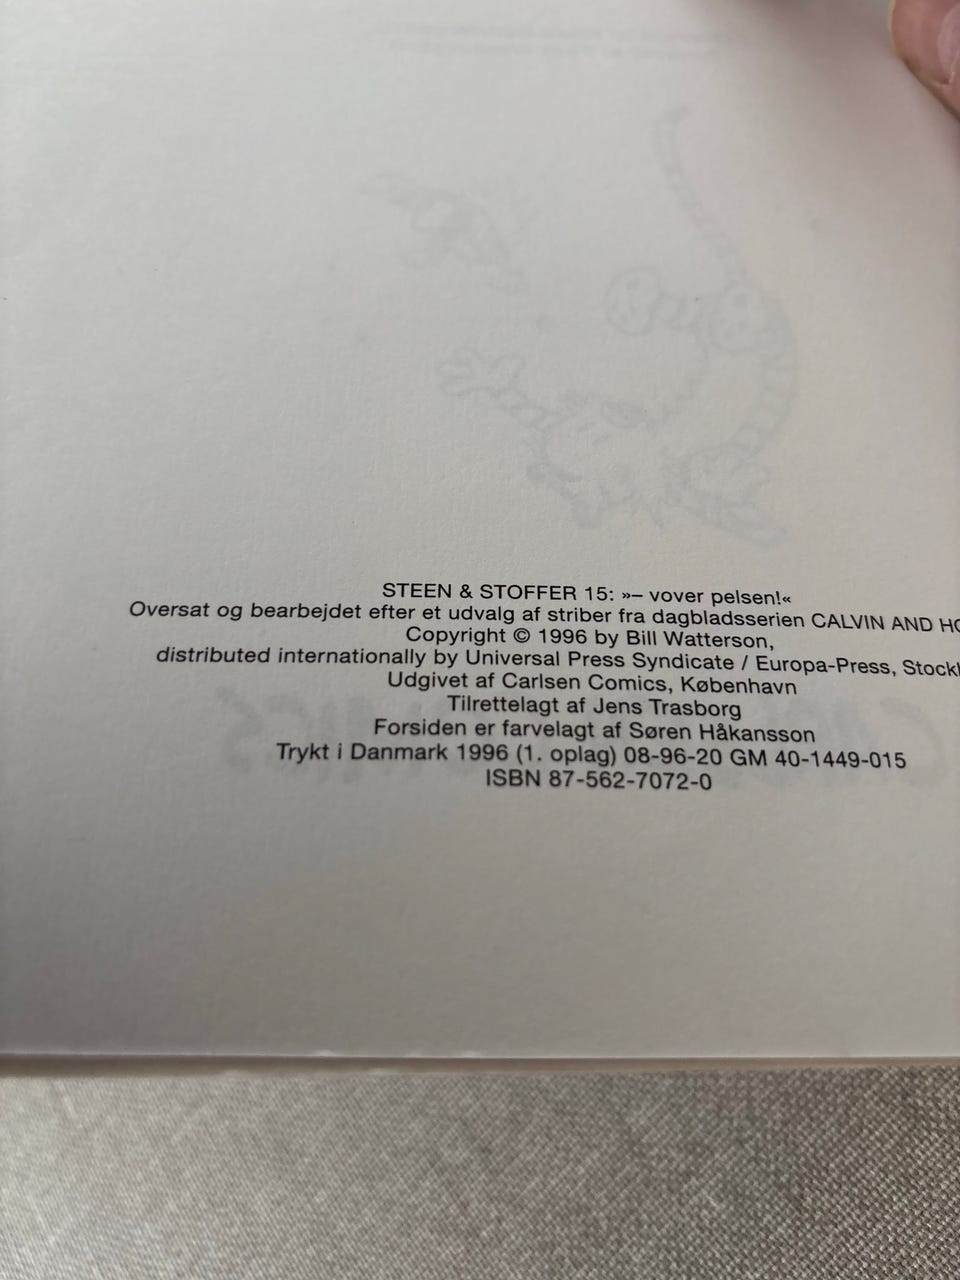 STEEN & STOFFER 15: »– vover pelsen!«
Oversat og bearbejdet efter et udvalg af striber fra dagbladsserien CALVIN AND
Copyright © 1996 by Bill Watterson,
distributed internationally by Universal Press Syndicate / Europa-Press,
Udgivet af Carlsen Comics, København
Tilrettelagt af Jens Trasborg
Forsiden er farvelagt af Søren Håkansson
Trykt i Danmark 1996 (1. oplag) 08-96-20 GM 40-1449-015
ISBN 87-562-7072-0